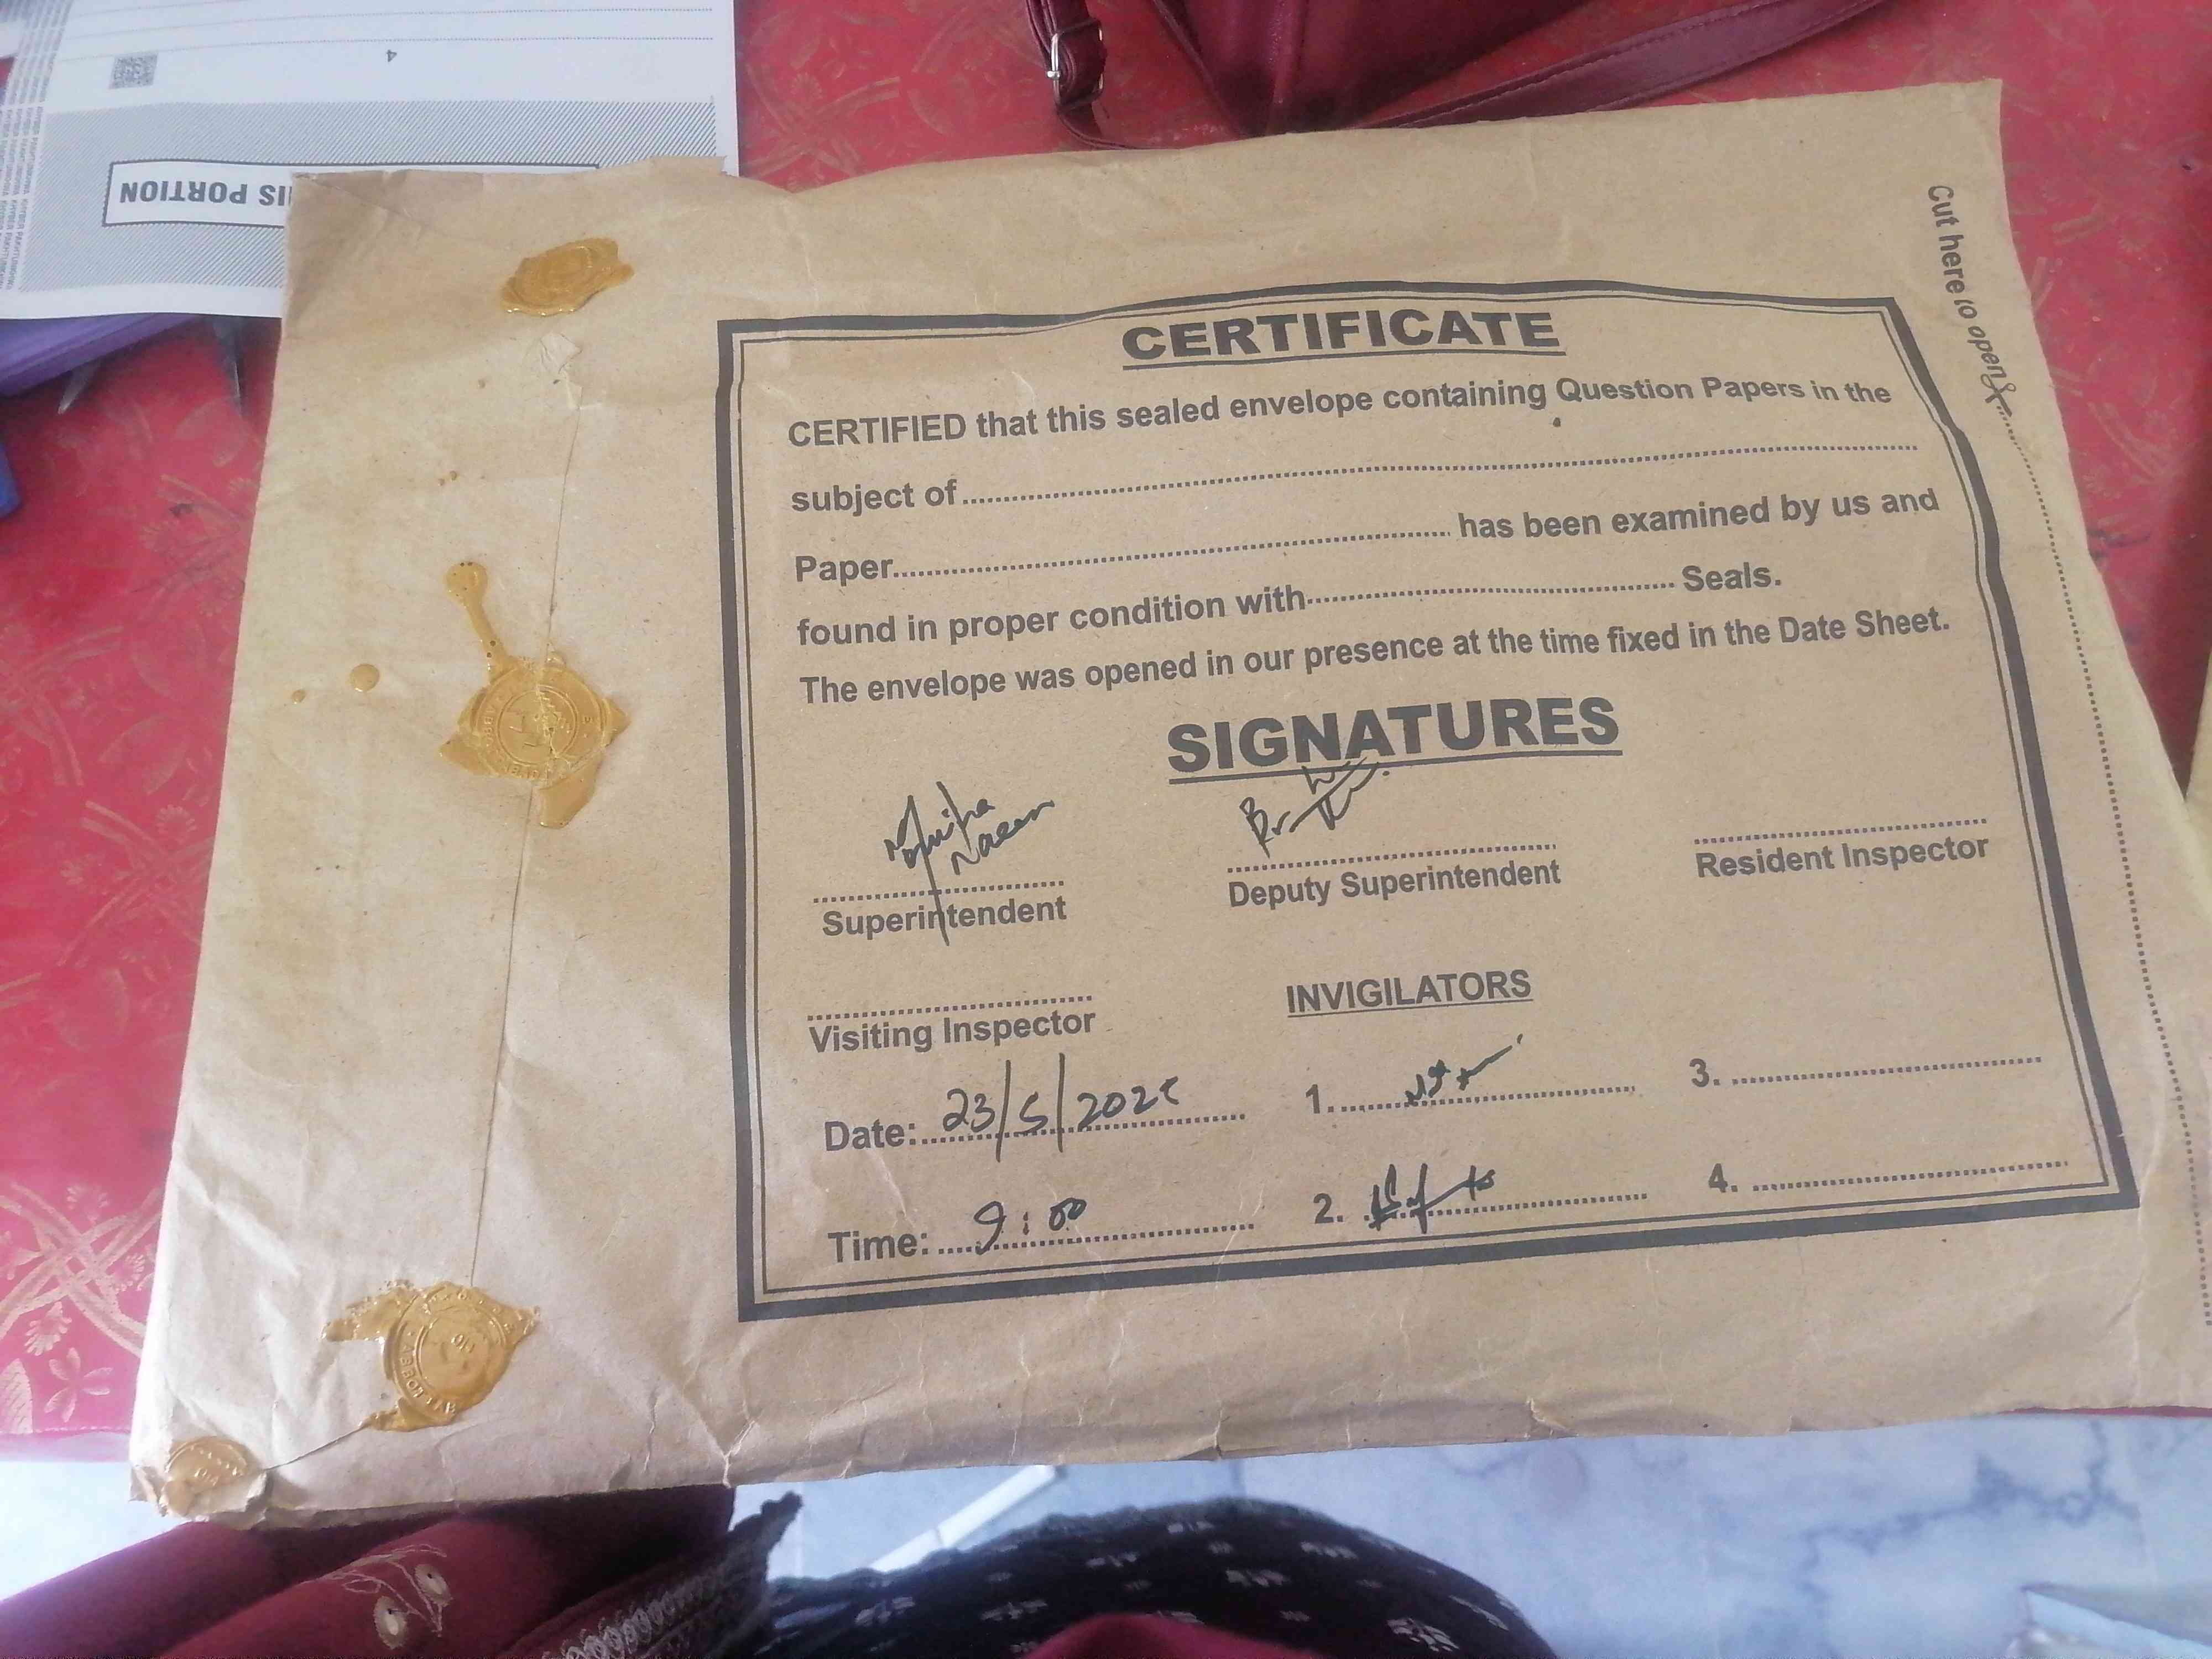 4
IS PORTION
Cut here to open
CERTIFICATE
CERTIFIED that this sealed envelope containing Question Papers in the
subject of
Paper has been examined by us and
found in proper condition with Seals.
The envelope was opened in our presence at the time fixed in the Date Sheet.
SIGNATURES
Naeem
Superintendent
Deputy Superintendent
Resident Inspector
Visiting Inspector
INVIGILATORS
Date: 23/5/202
1.
3.
Time: 9:00
2.
4.